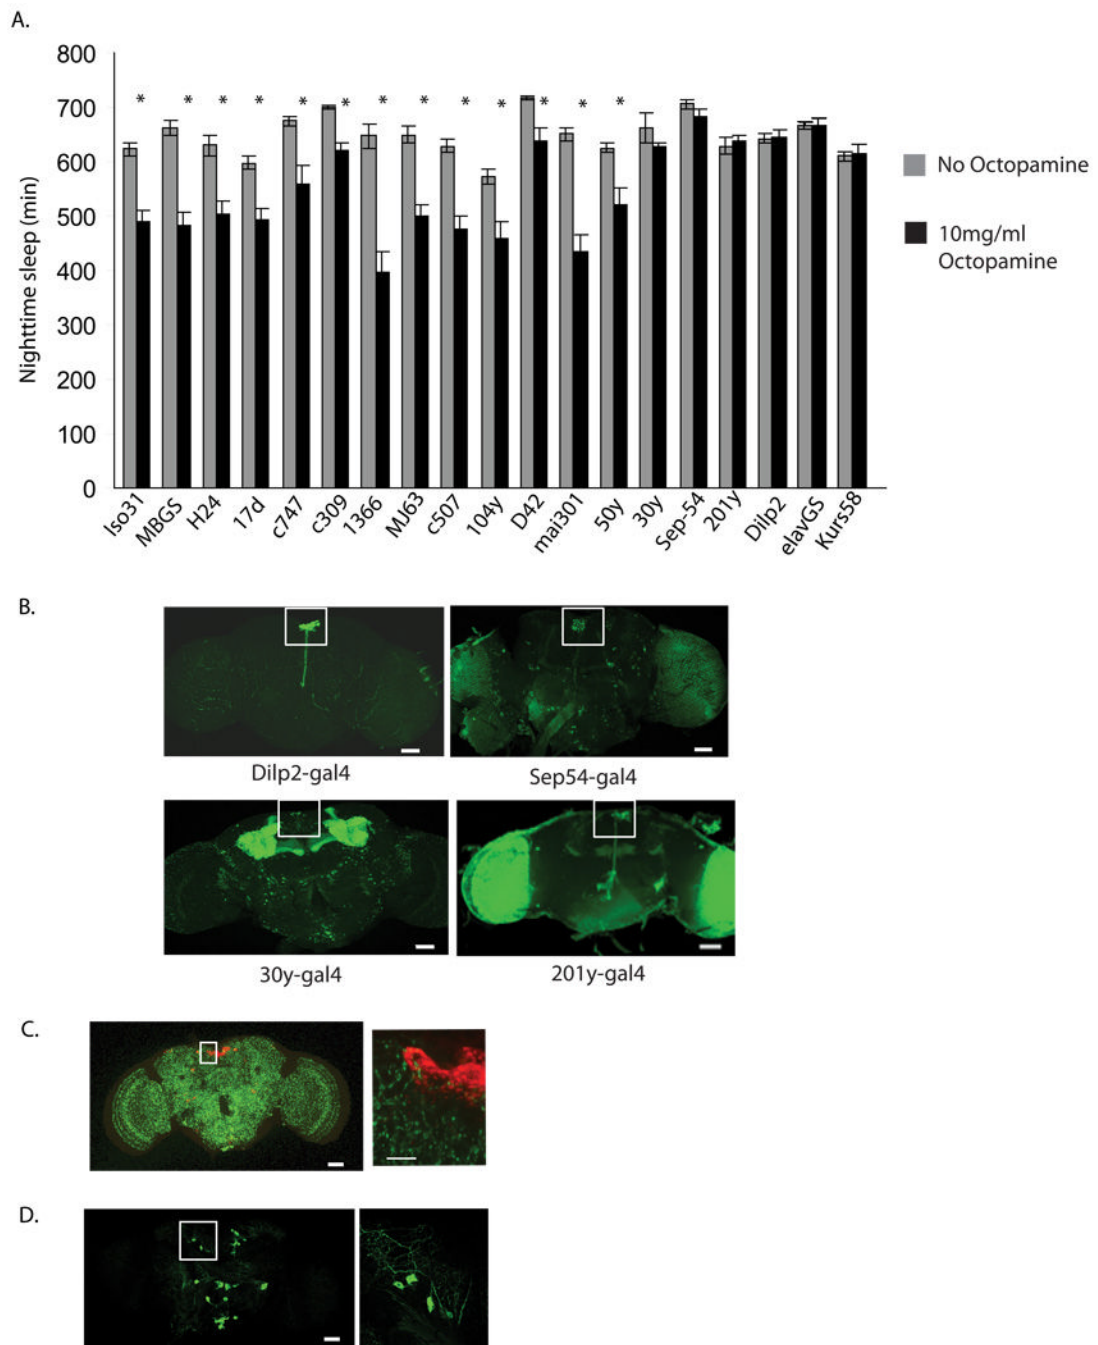 A.
800
700
600
500
400
300
200
100
0
Nighttime sleep (min)
* * * * * * * * * * * * *
Iso31
MBGS
H24
17d
c747
c309
1366
MJ63
c507
104y
D42
mai301
50y
30y
Sep-54
201y
Dilp2
elavGS
Kurs58
No Octopamine
10mg/ml
Octopamine
B.
Dilp2-gal4
Sep54-gal4
30y-gal4
201y-gal4
C.
D.